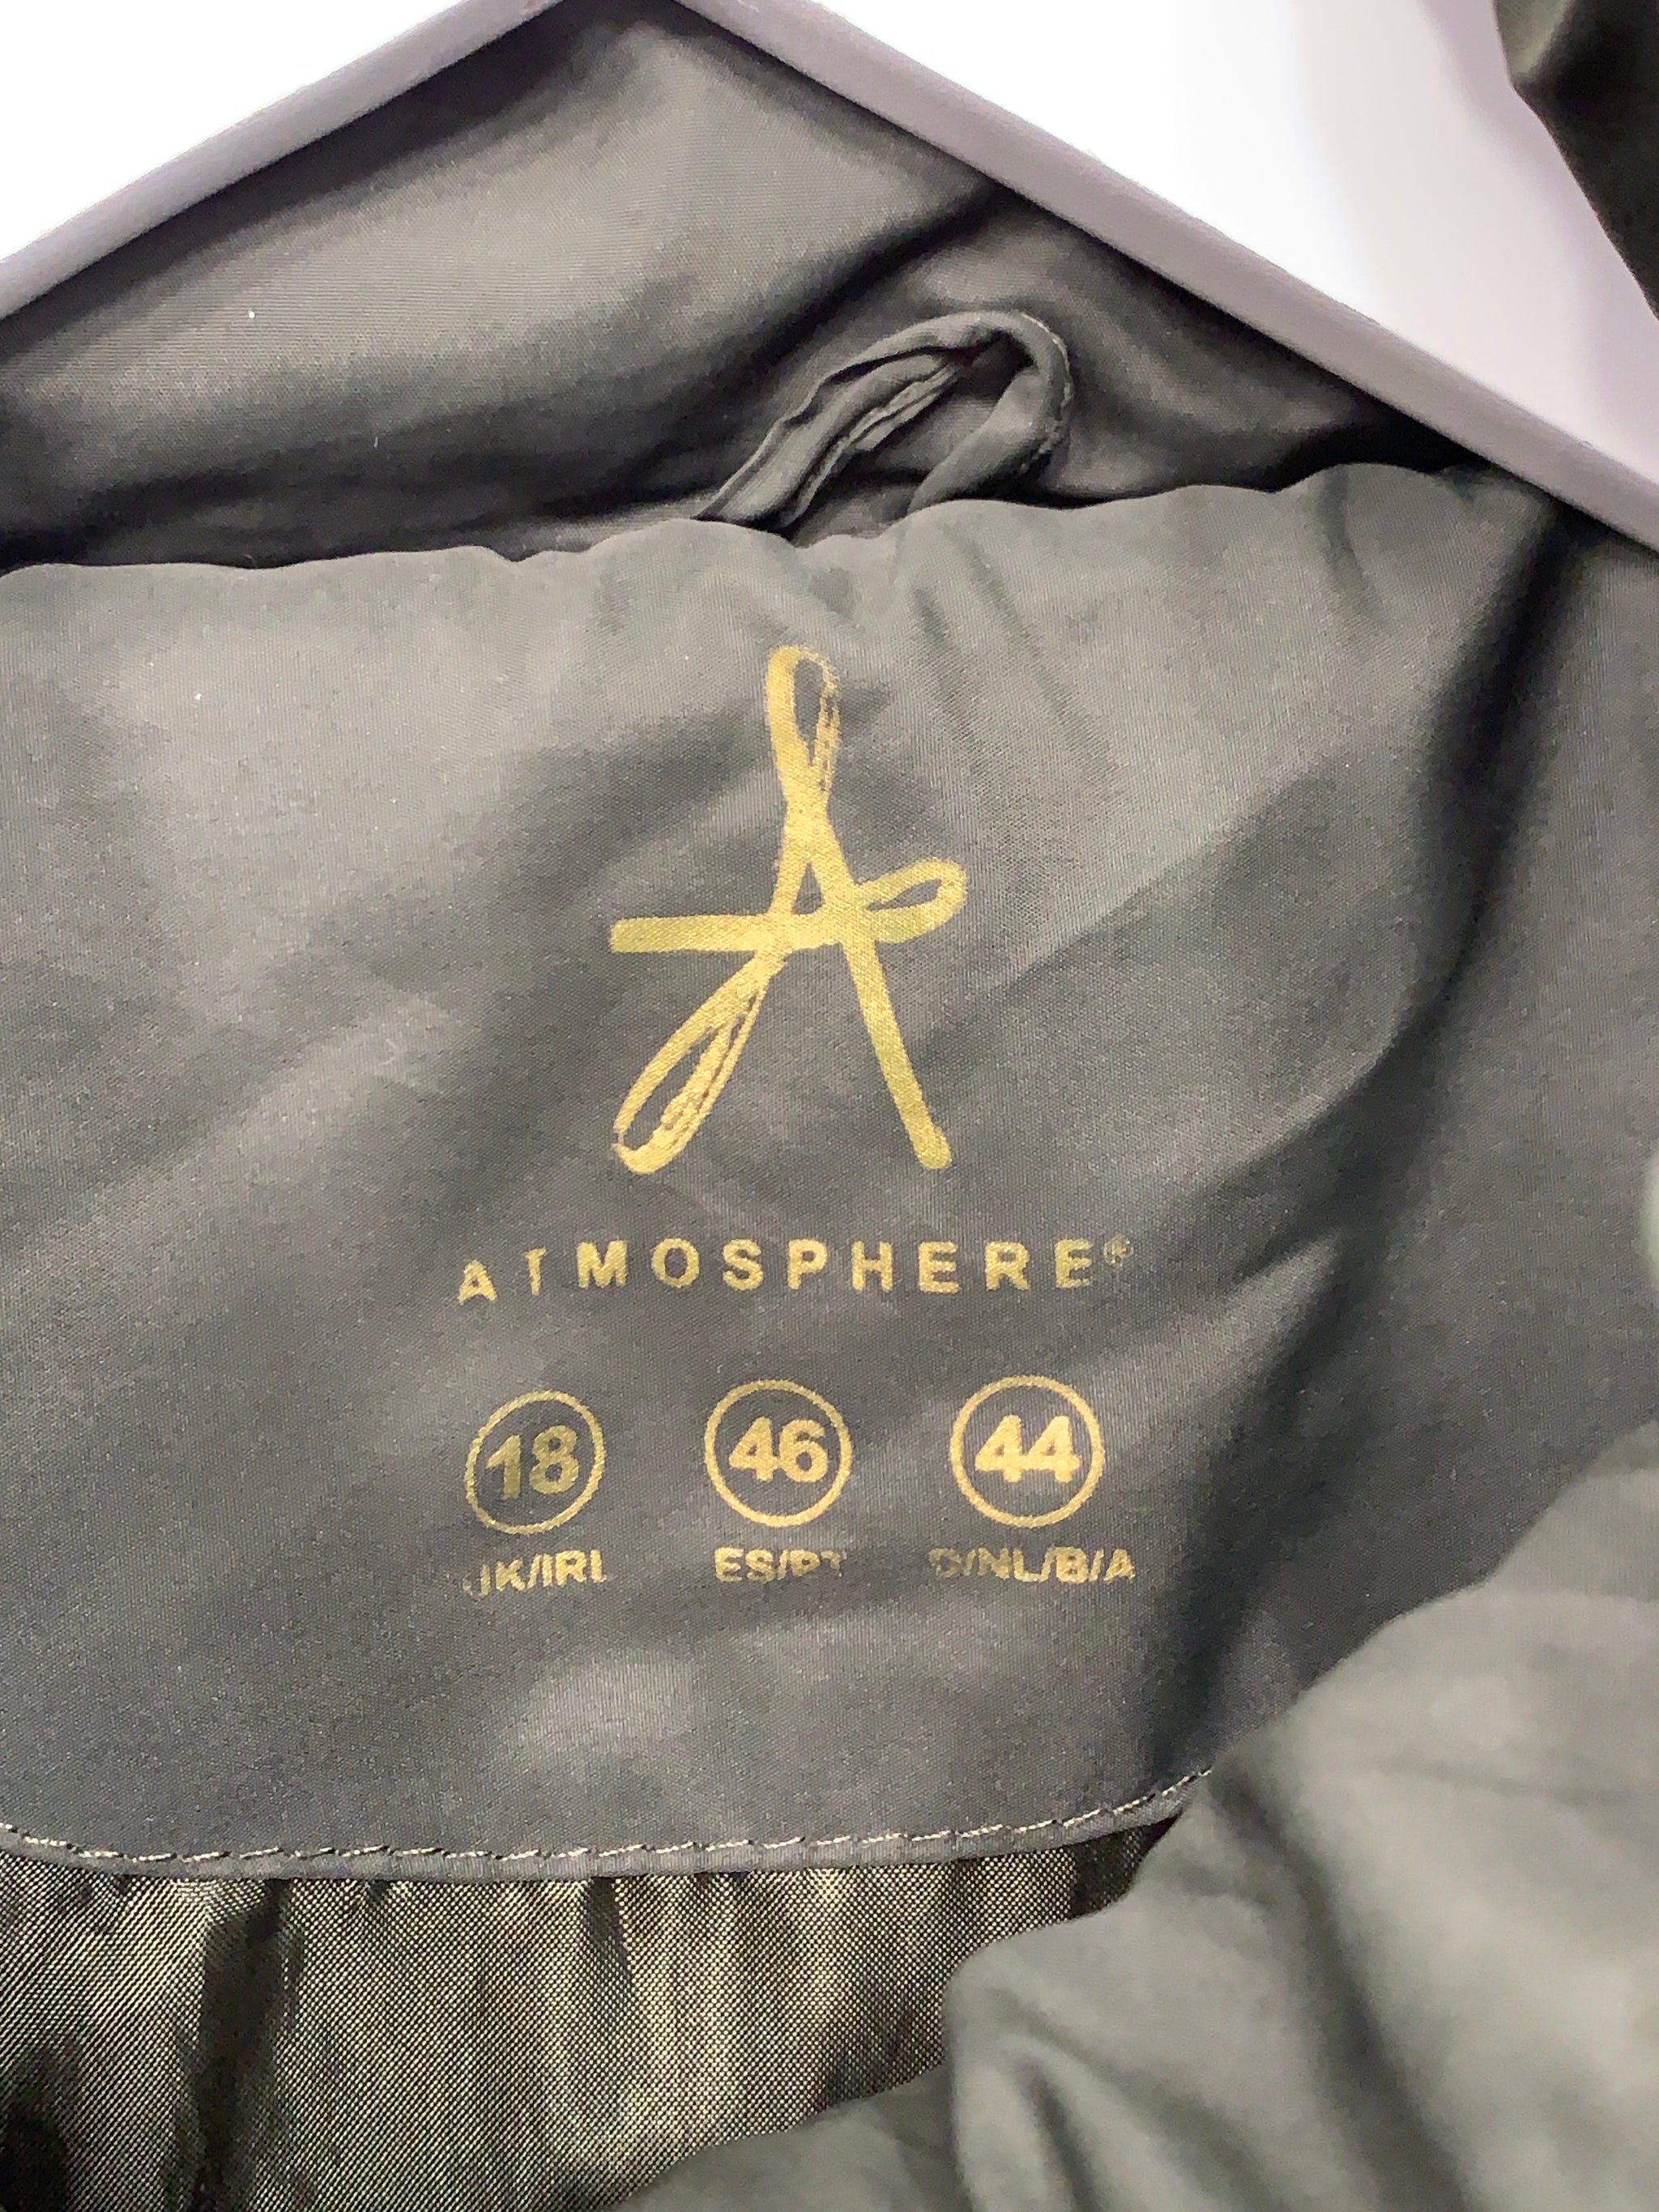 A
ATMOSPHERE®
18 46 44
UK/IRL ES/PT D/NL/B/A